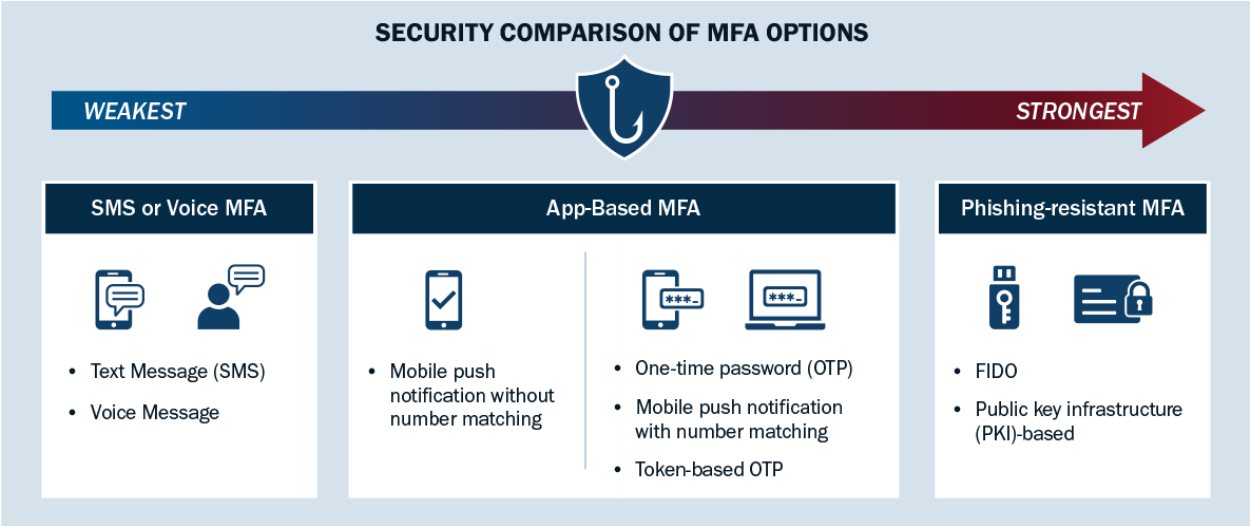 SECURITY COMPARISON OF MFA OPTIONS
WEAKEST
STRONGEST
SMS or Voice MFA
• Text Message (SMS)
• Voice Message
App-Based MFA
• Mobile push
notification without
number matching
***_
***_
• One-time password (OTP)
• Mobile push notification
with number matching
• Token-based OTP
Phishing-resistant MFA
• FIDO
• Public key infrastructure
(PKI)-based